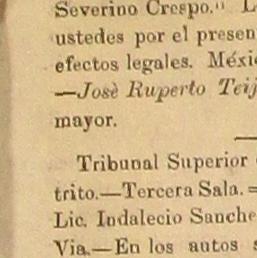 Severino Crespo."
ustedes por el presen
efectos legales. Méxi
—Josè Ruperto Teij
mayor.
Tribunal Superior
trito.—Tercera Sala.=
Lic. Indalecio Sanche
Via.—En los autos s